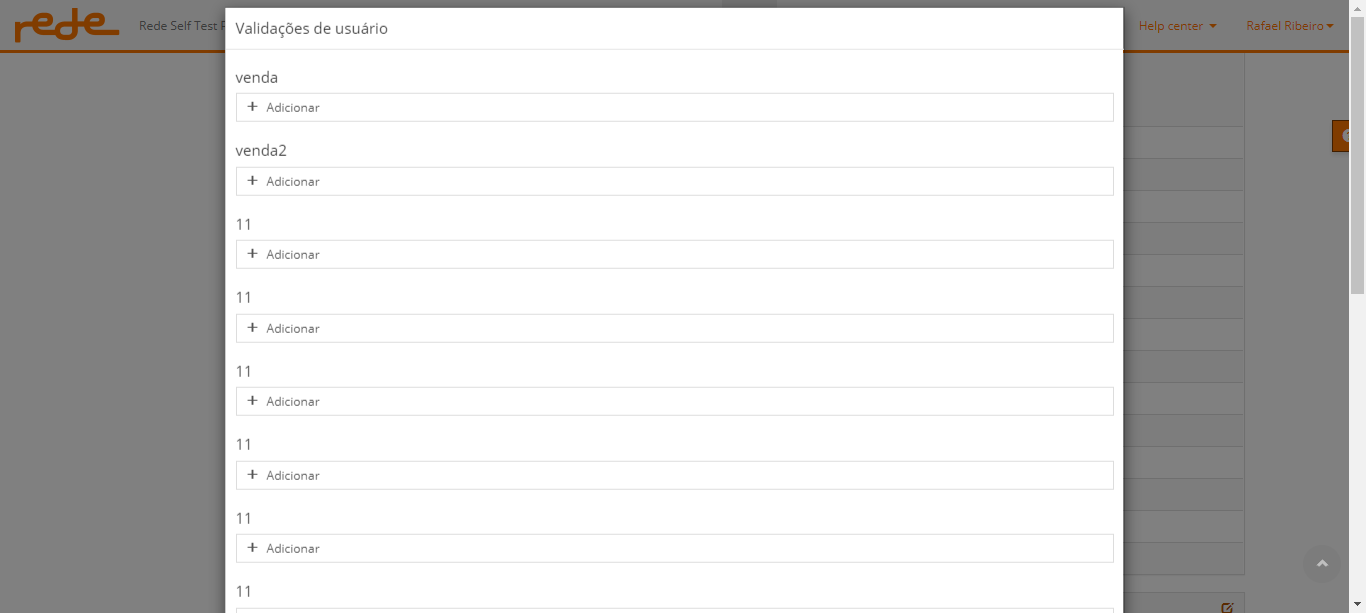 rede
Rede Self Test
Validações de usuário
Help center
Rafael Ribeiro
venda
+ Adicionar
venda2
+ Adicionar
11
+ Adicionar
11
+ Adicionar
11
+ Adicionar
11
+ Adicionar
11
+ Adicionar
11